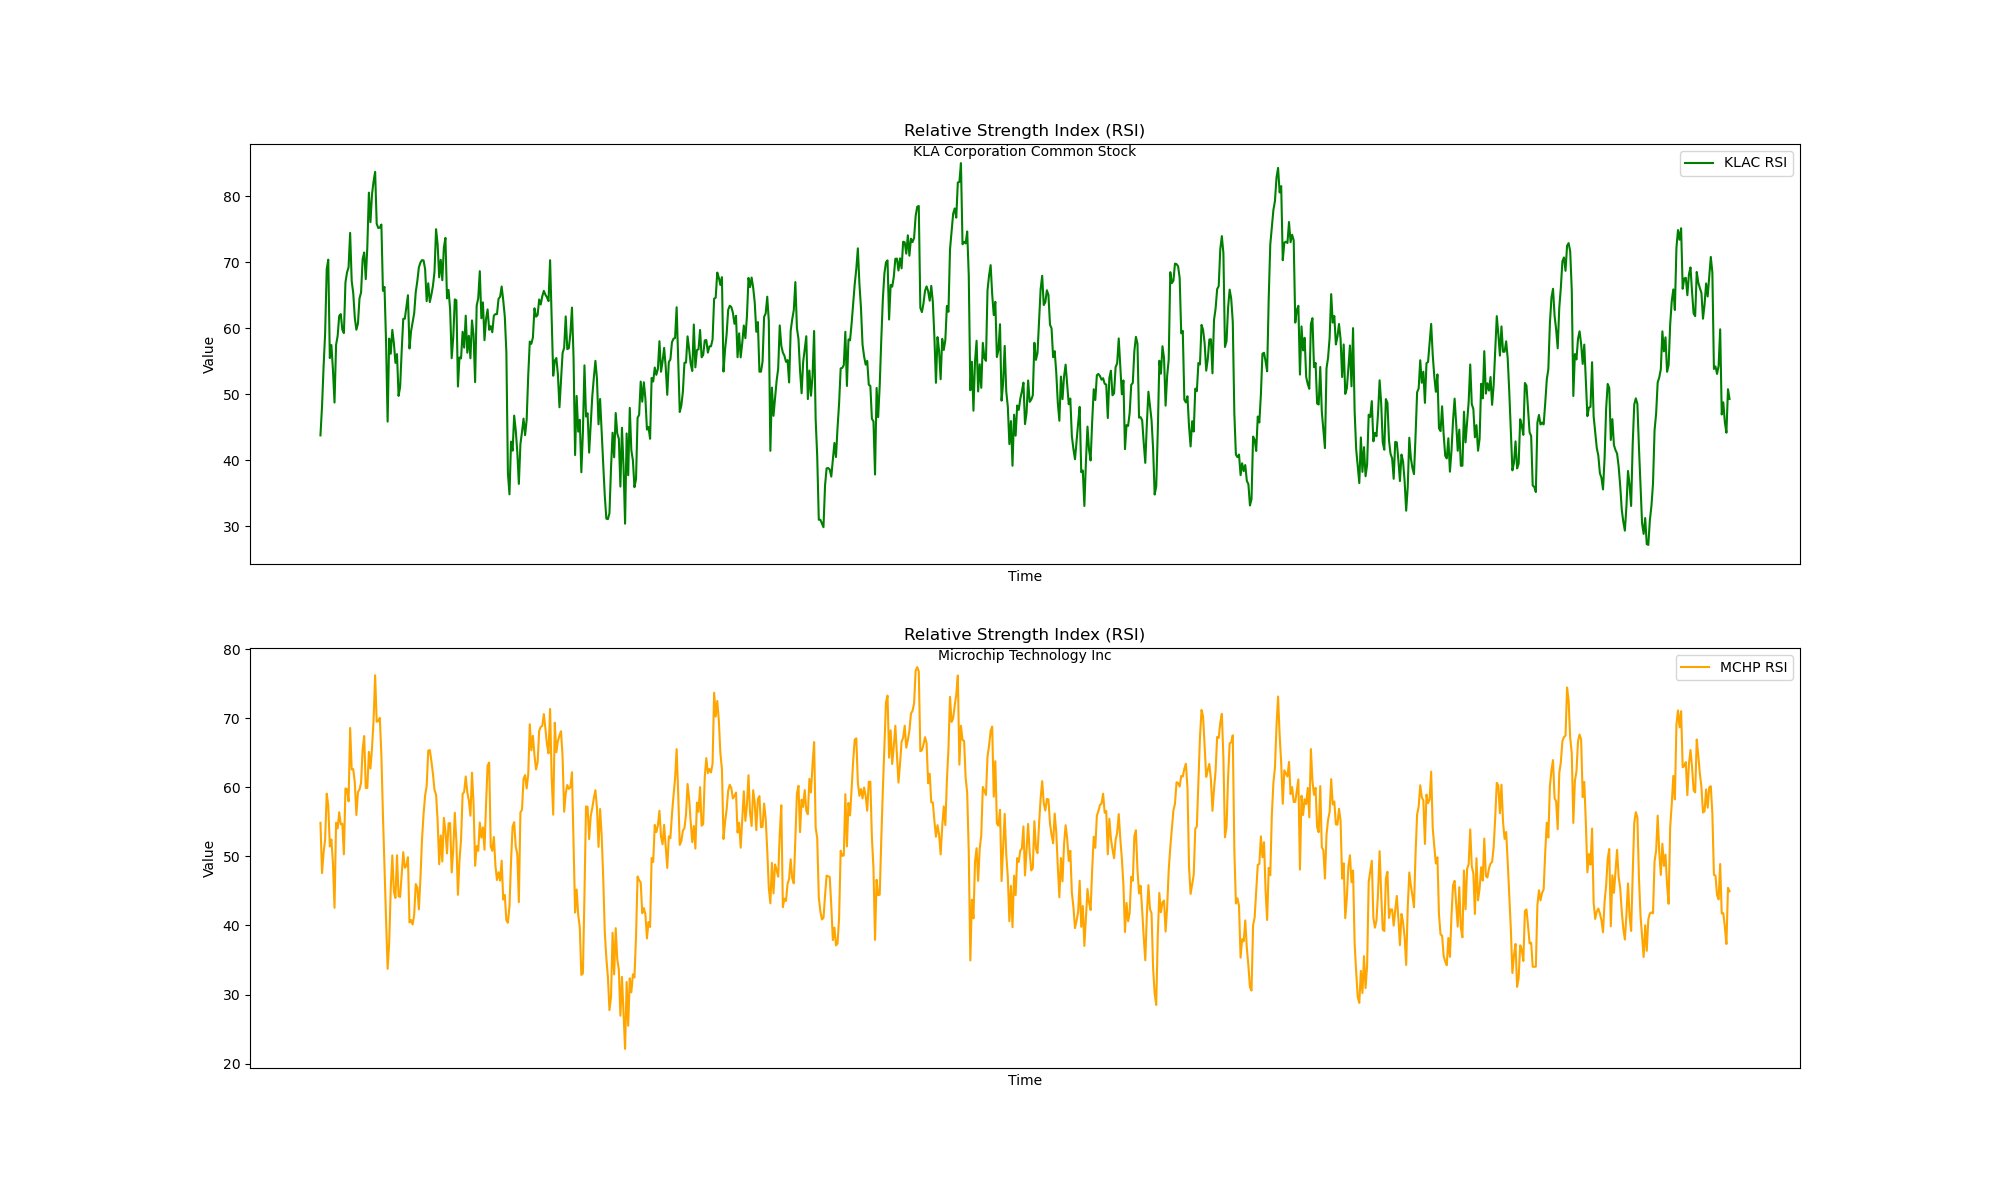 Relative Strength Index (RSI)
KLA Corporation Common Stock
KLAC RSI
80
70
60
50
40
30
Value
Time
Relative Strength Index (RSI)
Microchip Technology Inc
MCHP RSI
80
70
60
50
40
30
20
Value
Time